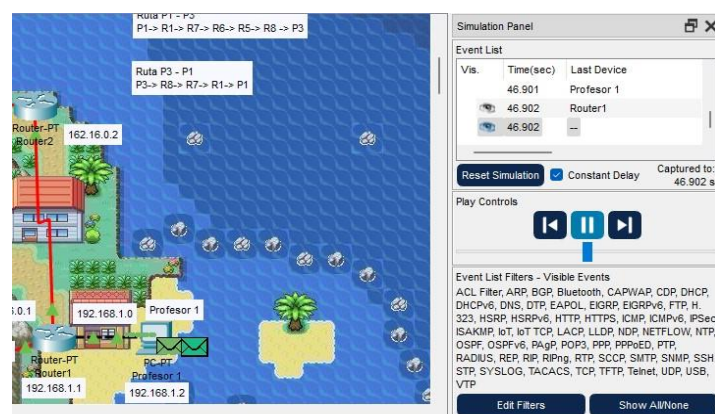 Ruta P1 - P3
P1-> R1-> R7-> R6-> R5-> R8 -> P3
Ruta P3 - P1
P3-> R8-> R7-> R1-> P1
Router-PT
Router2
162.16.0.2
192.168.1.0
Profesor 1
Router-PT
Router1
192.168.1.1
PC-PT
Profesor 1
192.168.1.2
Simulation Panel
Event List
Vis. Time(sec) Last Device
46.901 Profesor 1
46.902 Router1
46.902 --
Reset Simulation Constant Delay
Captured to:
46.902 s
Play Controls
Event List Filters - Visible Events
ACL Filter, ARP, BGP, Bluetooth, CAPWAP, CDP, DHCP,
DHCPv6, DNS, DTP, EAPOL, EIGRP, EIGRPv6, FTP, H.
323, HSRP, HSRPv6, HTTP, HTTPS, ICMP, ICMPv6, IPSec,
ISAKMP, IoT, IoT TCP, LACP, LLDP, NDP, NETFLOW, NTP,
OSPF, OSPFv6, PAgP, POP3, PPP, PPPoED, PTP,
RADIUS, REP, RIP, RIPng, RTP, SCCP, SMTP, SNMP, SSH,
STP, SYSLOG, TACACS, TCP, TFTP, Telnet, UDP, USB,
VTP
Edit Filters Show All/None